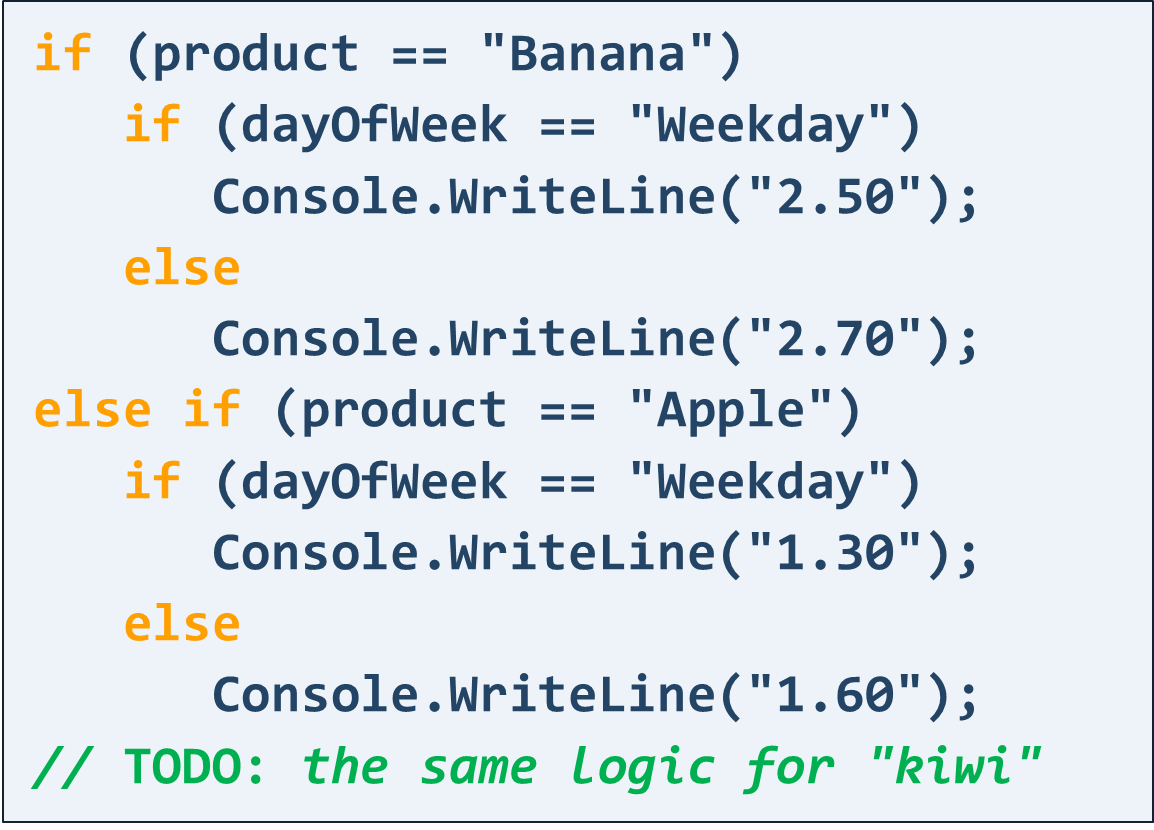 if (product == "Banana")
   if (dayOfWeek == "Weekday")
      Console.WriteLine("2.50");
   else
      Console.WriteLine("2.70");
else if (product == "Apple")
   if (dayOfWeek == "Weekday")
      Console.WriteLine("1.30");
   else
      Console.WriteLine("1.60");
// TODO: the same logic for "kiwi"